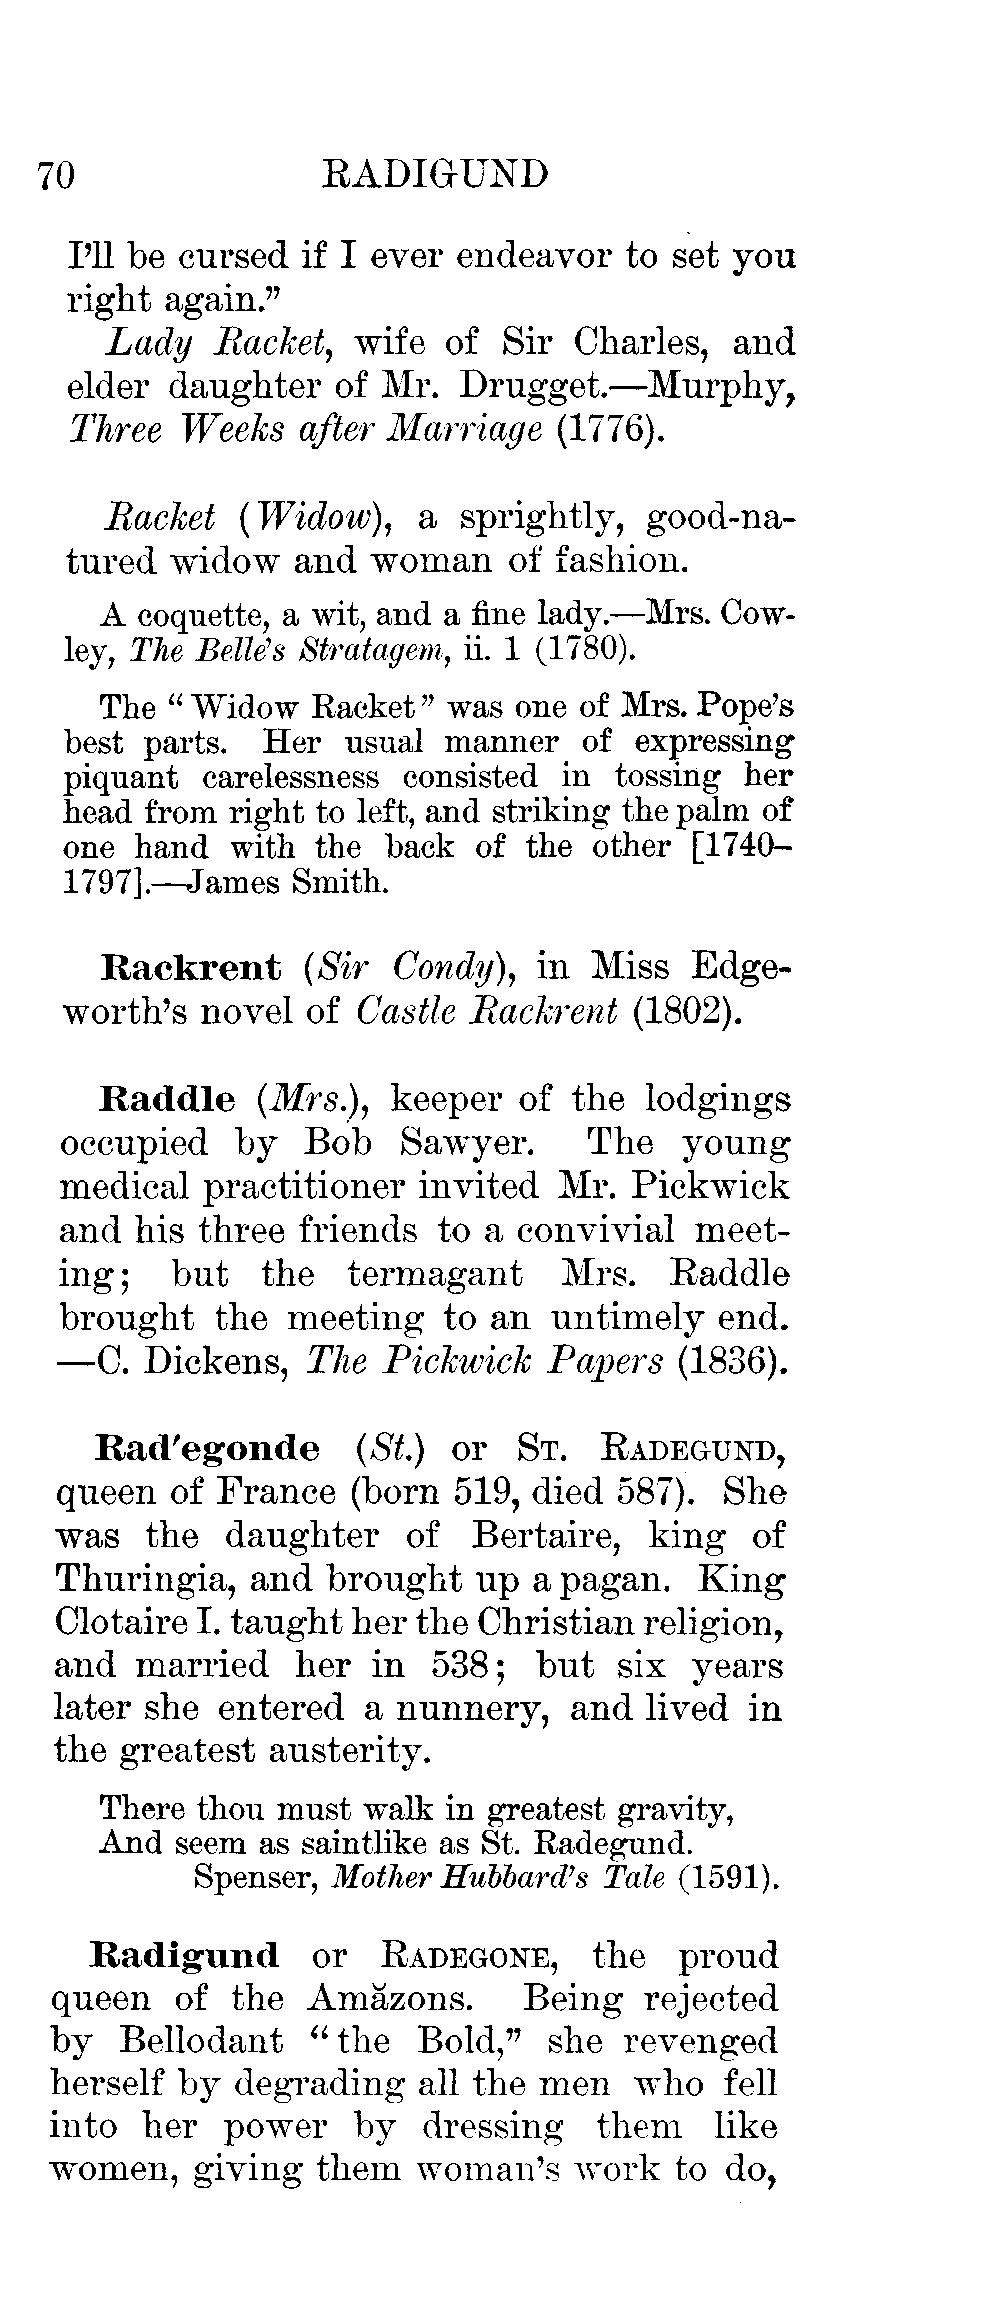 70 RADIGUND
I'll be cursed if I ever endeavor to set you
right again.”
Lady Racket, wife of Sir Charles, and
elder daughter of Mr. Drugget.—Murphy,
Three Weeks after Marriage (1776).
Racket (Widow), a sprightly, good-na-
tured widow and woman of fashion.
A coquette, a wit, and a fine lady.—Mrs. Cow-
ley, The Belle's Stratagem, ii. 1 (1780).
The “Widow Racket” was one of Mrs. Pope's
best parts. Her usual manner of expressing
piquant carelessness consisted in tossing her
head from right to left, and striking the palm of
one hand with the back of the other [1740–
1797].—James Smith.
Rackrent (Sir Condy), in Miss Edge-
worth's novel of Castle Rackrent (1802).
Raddle (Mrs.), keeper of the lodgings
occupied by Bob Sawyer. The young
medical practitioner invited Mr. Pickwick
and his three friends to a convivial meet-
ing; but the termagant Mrs. Raddle
brought the meeting to an untimely end.
—C. Dickens, The Pickwick Papers (1836).
Rad'egonde (St.) or ST. RADEGUND,
queen of France (born 519, died 587). She
was the daughter of Bertaire, king of
Thuringia, and brought up a pagan. King
Clotaire I. taught her the Christian religion,
and married her in 538; but six years
later she entered a nunnery, and lived in
the greatest austerity.
There thou must walk in greatest gravity,
And seem as saintlike as St. Radegund.
Spenser, Mother Hubbard's Tale (1591).
Radigund or RADEGONE, the proud
queen of the Amăzons. Being rejected
by Bellodant “the Bold,” she revenged
herself by degrading all the men who fell
into her power by dressing them like
women, giving them woman's work to do,